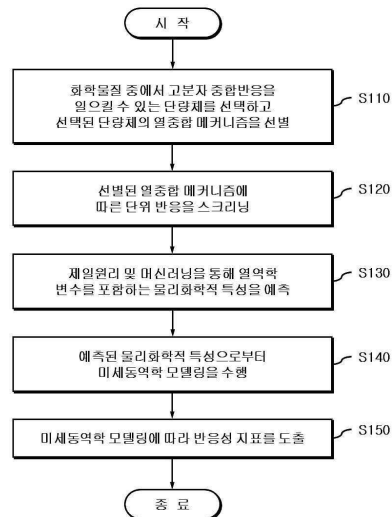 시 작
화학물질 중에서 고분자 중합반응을
일으킬 수 있는 단량체를 선택하고
선택된 단량체의 열중합 메커니즘을 선별
S110
선별된 열중합 메커니즘에
따른 단위 반응을 스크리닝
S120
제일원리 및 머신러닝을 통해 열역학
변수를 포함하는 물리화학적 특성을 예측
S130
예측된 물리화학적 특성으로부터
미세동역학 모델링을 수행
S140
미세동역학 모델링에 따라 반응성 지표를 도출
S150
종 료